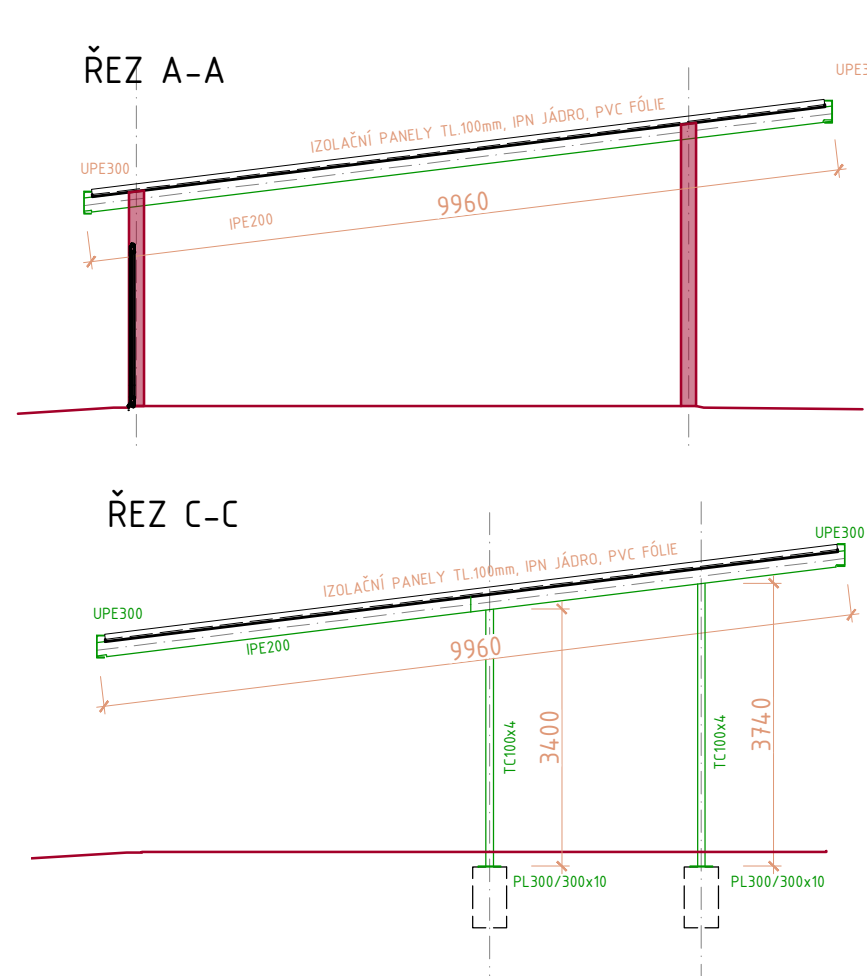 ŘEZ A-A
UPE3
IZOLAČNÍ PANELY TL.100mm, IPN JÁDRO, PVC FÓLIE
UPE300
9960
IPE200
ŘEZ C-C
UPE300
IZOLAČNÍ PANELY TL.100mm, IPN JÁDRO, PVC FÓLIE
UPE300
IPE200
9960
TC100x4
3400
TC100x4
3740
PL300/300x10
PL300/300x10